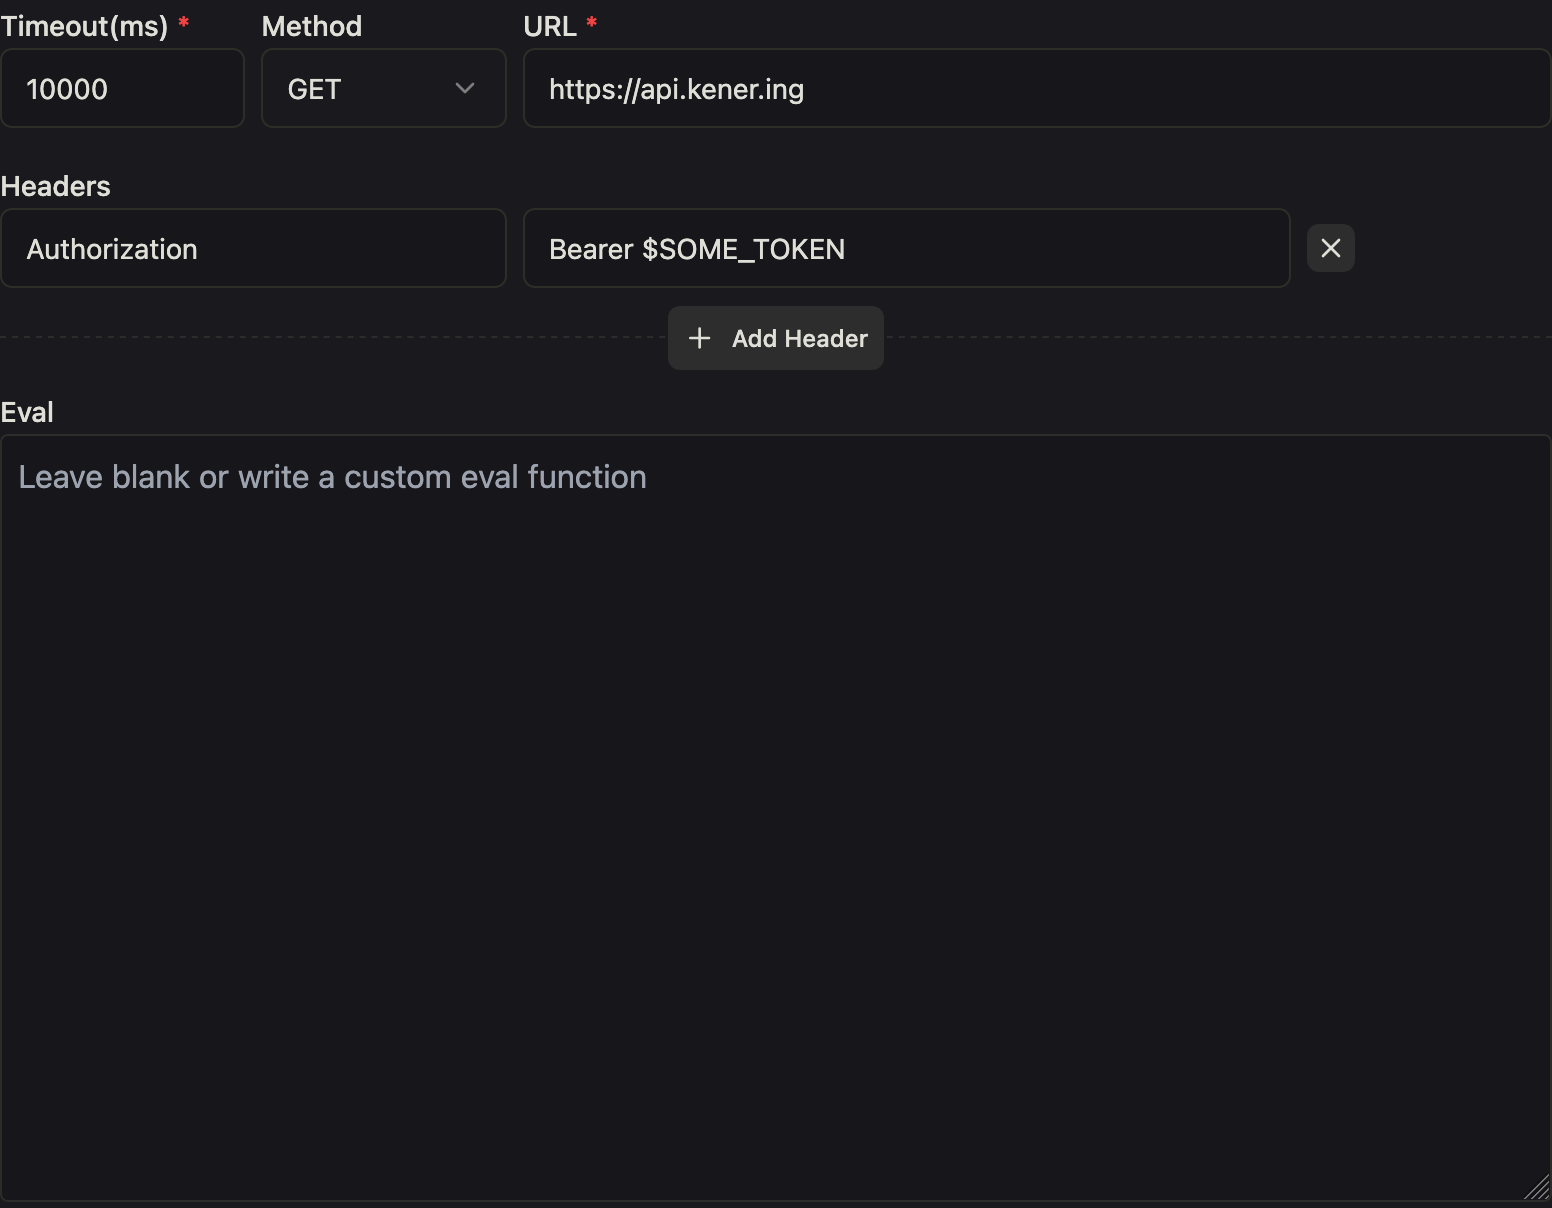 Timeout(ms) * Method URL *
10000 GET https://api.kener.ing
Headers
Authorization Bearer $SOME_TOKEN
Add Header
Eval
Leave blank or write a custom eval function